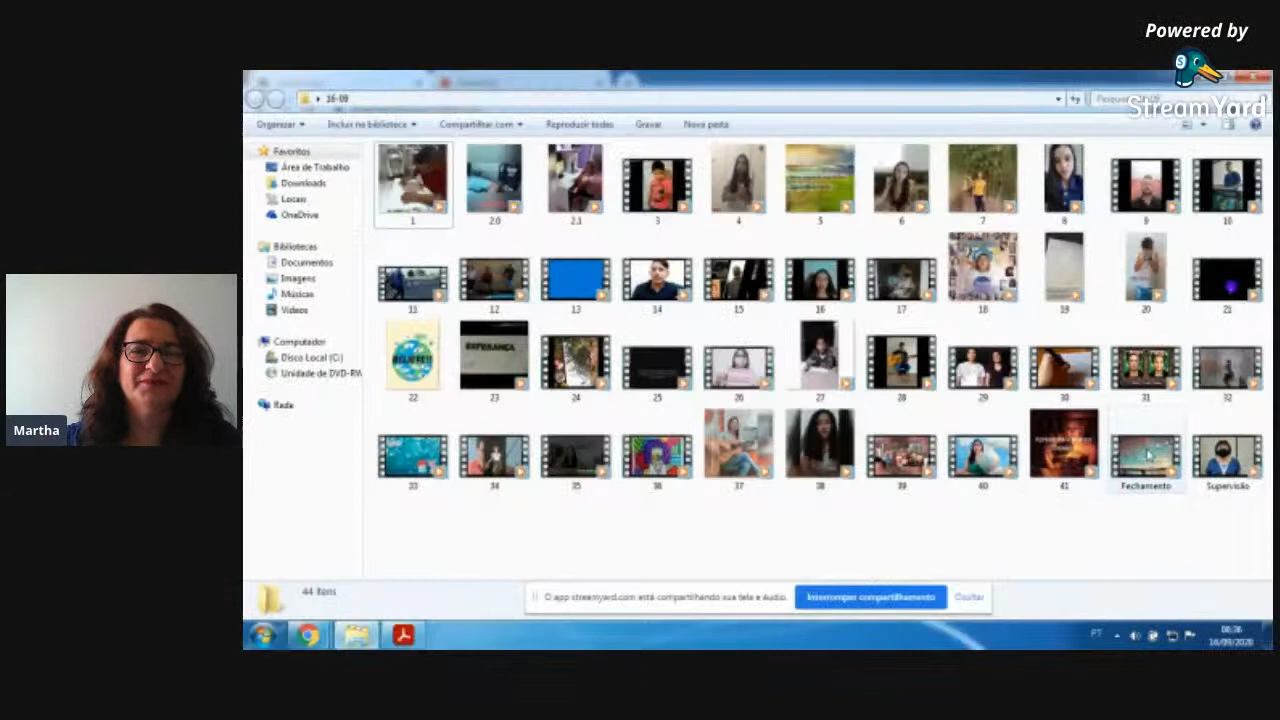 Powered by
StreamYard
16-09
Organizar
Incluir na biblioteca
Compartilhar com
Reproduzir todos
Gravar
Nova pasta
Favoritos
Área de Trabalho
Downloads
Locais
OneDrive
Bibliotecas
Documentos
Imagens
Músicas
Vídeos
Computador
Disco Local (C:)
Unidade de DVD-RW
Rede
1 2.0 2.1 3 4 5 6 7 8 9 10
11 12 13 14 15 16 17 18 19 20 21
ESPERANÇA
22 23 24 25 26 27 28 29 30 31 32
33 34 35 36 37 38 39 40 41 Fechamento Supervisão
Martha
44 itens
O app streamyard.com está compartilhando sua tela e áudio.
Interromper compartilhamento
Ocultar
PT
16/09/2020